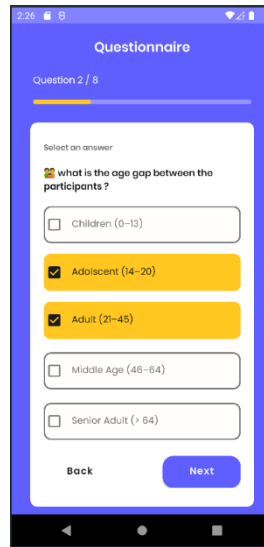 2:26
Questionnaire
Question 2 / 8
Select an answer
what is the age gap between the
participants ?
Children (0-13)
Adolscent (14-20)
Adult (21-45)
Middle Age (46-64)
Senior Adult (> 64)
Back Next